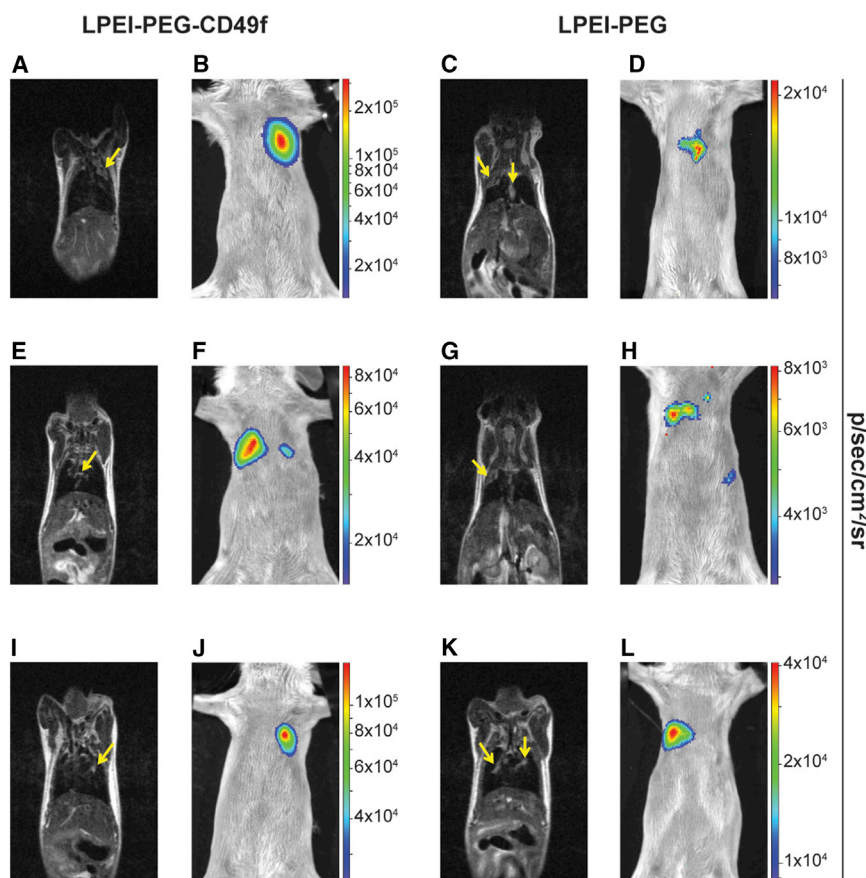 LPEI-PEG-CD49f LPEI-PEG
A B C D
2x10⁵
1x10⁵
8x10⁴
6x10⁴
4x10⁴
2x10⁴
2x10⁴
1x10⁴
8x10³
E F G H
8x10⁴
6x10⁴
4x10⁴
2x10⁴
8x10³
6x10³
4x10³
I J K L
1x10⁵
8x10⁴
6x10⁴
4x10⁴
4x10⁴
2x10⁴
1x10⁴
p/sec/cm²/sr